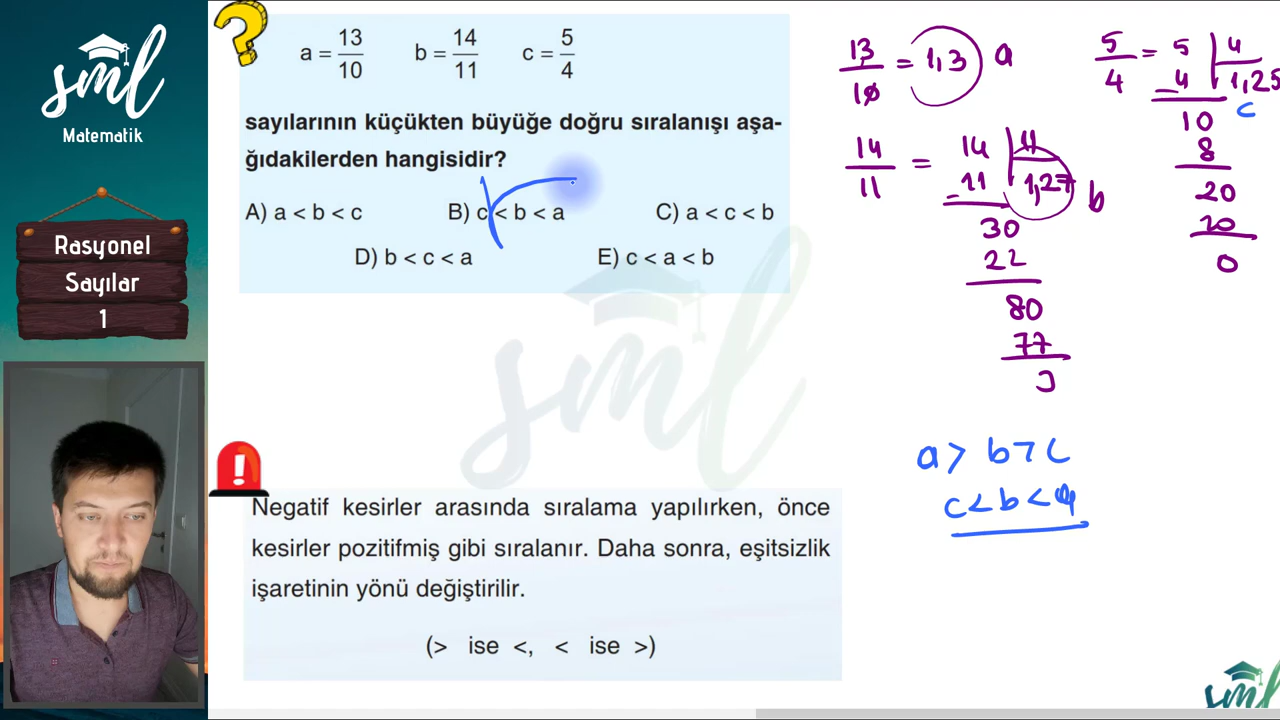 sml
Matematik
Rasyonel
Sayılar
1
a = 13/10 b = 14/11 c = 5/4
sayılarının küçükten büyüğe doğru sıralanışı aşa-
ğıdakilerden hangisidir?
A) a < b < c B) c < b < a C) a < c < b
D) b < c < a E) c < a < b
13/10 = 1,3 a
14/11 = 14 11
11 1,27 b
30
22
80
77
3
5/4 = 5 4
4 1,25
10 c
8
20
20
0
a > b > c
c < b < a
sml
Negatif kesirler arasında sıralama yapılırken, önce
kesirler pozitifmiş gibi sıralanır. Daha sonra, eşitsizlik
işaretinin yönü değiştirilir.
(> ise <, < ise >)
sml